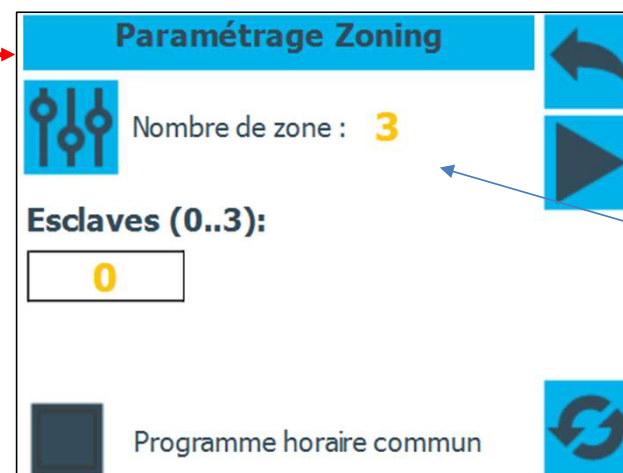 Paramétrage Zoning
Nombre de zone : 3
Esclaves (0..3):
0
Programme horaire commun